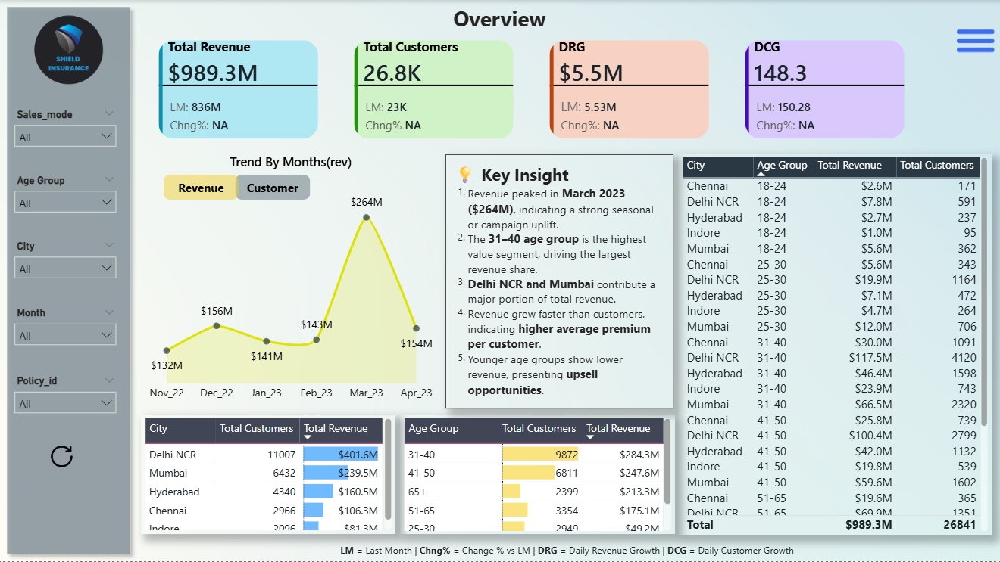 Overview
SHIELD
INSURANCE
Total Revenue
$989.3M
LM: 836M
Chng%: NA
Total Customers
26.8K
LM: 23K
Chng% NA
DRG
$5.5M
LM: 5.53M
Chng%: NA
DCG
148.3
LM: 150.28
Chng%: NA
Sales_mode
All
Age Group
All
City
All
Month
All
Policy_id
All
Trend By Months(rev)
Revenue Customer
$264M
$156M
$143M
$132M
$141M
$154M
Nov_22 Dec_22 Jan_23 Feb_23 Mar_23 Apr_23
💡 Key Insight
1. Revenue peaked in March 2023
($264M), indicating a strong seasonal
or campaign uplift.
2. The 31–40 age group is the highest
value segment, driving the largest
revenue share.
3. Delhi NCR and Mumbai contribute a
major portion of total revenue.
4. Revenue grew faster than customers,
indicating higher average premium
per customer.
5. Younger age groups show lower
revenue, presenting upsell
opportunities.
City Age Group Total Revenue Total Customers
Chennai 18-24 $2.6M 171
Delhi NCR 18-24 $7.8M 591
Hyderabad 18-24 $2.7M 237
Indore 18-24 $1.0M 95
Mumbai 18-24 $5.6M 362
Chennai 25-30 $5.6M 343
Delhi NCR 25-30 $19.9M 1164
Hyderabad 25-30 $7.1M 472
Indore 25-30 $4.7M 264
Mumbai 25-30 $12.0M 706
Chennai 31-40 $30.0M 1091
Delhi NCR 31-40 $117.5M 4120
Hyderabad 31-40 $46.4M 1598
Indore 31-40 $23.9M 743
Mumbai 31-40 $66.5M 2320
Chennai 41-50 $25.8M 739
Delhi NCR 41-50 $100.4M 2799
Hyderabad 41-50 $42.0M 1132
Indore 41-50 $19.8M 539
Mumbai 41-50 $59.6M 1602
Chennai 51-65 $19.6M 365
Delhi NCR 51-65 $69.9M 1351
Total $989.3M 26841
City Total Customers Total Revenue
Delhi NCR 11007 $401.6M
Mumbai 6432 $239.5M
Hyderabad 4340 $160.5M
Chennai 2966 $106.3M
Indore 2096 $81.3M
Age Group Total Customers Total Revenue
31-40 9872 $284.3M
41-50 6811 $247.6M
65+ 2399 $213.3M
51-65 3354 $175.1M
25-30 2949 $49.2M
LM = Last Month | Chng% = Change % vs LM | DRG = Daily Revenue Growth | DCG = Daily Customer Growth